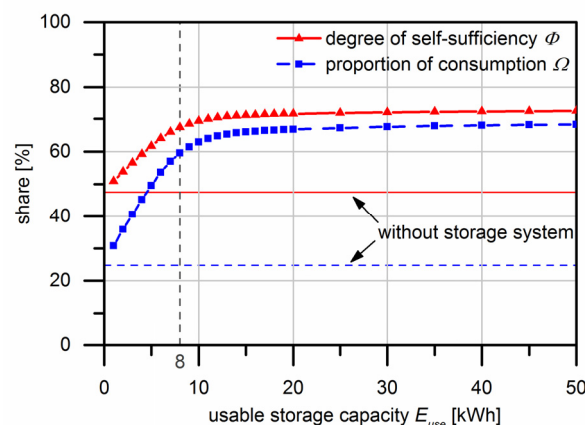 100
80
60
40
20
0
share [%]
degree of self-sufficiency Φ
proportion of consumption Ω
without storage system
0
8
10
20
30
40
50
usable storage capacity E_use [kWh]